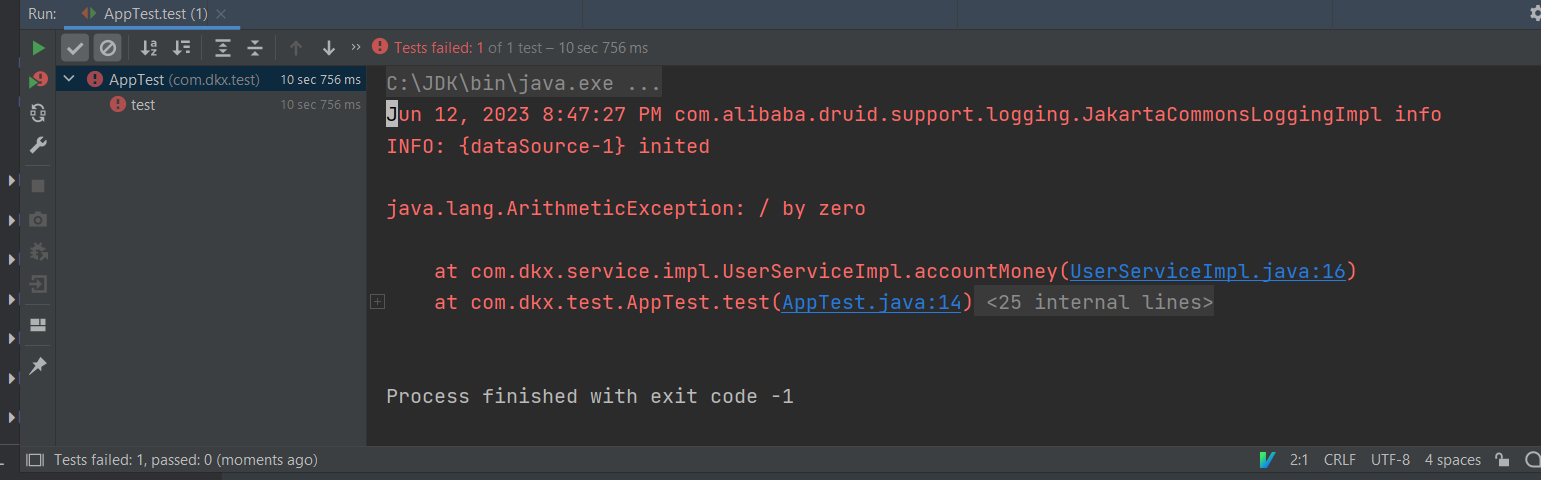 Run: AppTest.test (1)
Tests failed: 1 of 1 test – 10 sec 756 ms
AppTest (com.dkx.test) 10 sec 756 ms
test 10 sec 756 ms
C:\JDK\bin\java.exe ...
Jun 12, 2023 8:47:27 PM com.alibaba.druid.support.logging.JakartaCommonsLoggingImpl info
INFO: {dataSource-1} inited
java.lang.ArithmeticException: / by zero
at com.dkx.service.impl.UserServiceImpl.accountMoney(UserServiceImpl.java:16)
at com.dkx.test.AppTest.test(AppTest.java:14) <25 internal lines>
Process finished with exit code -1
Tests failed: 1, passed: 0 (moments ago) 2:1 CRLF UTF-8 4 spaces